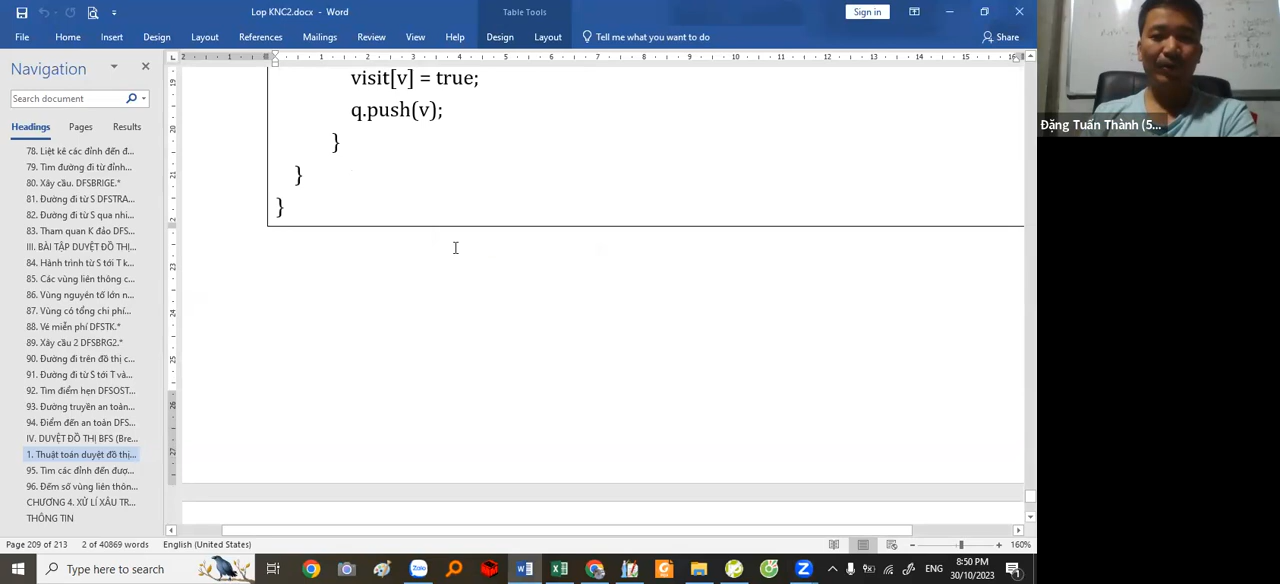 Lop KNC2.docx - Word
Table Tools
Sign in
File
Home
Insert
Design
Layout
References
Mailings
Review
View
Help
Design
Layout
Tell me what you want to do
Share
Navigation
Search document
Headings
Pages
Results
78. Liệt kê các đỉnh đến đ...
79. Tìm đường đi từ đỉnh...
80. Xây cầu. DFSBRIGE.*
81. Đường đi từ S DFSTRA...
82. Đường đi từ S qua nhi...
83. Tham quan K đảo DFS...
III. BÀI TẬP DUYỆT ĐỒ THỊ...
84. Hành trình từ S tới T k...
85. Các vùng liên thông c...
86. Vùng nguyên tố lớn n...
87. Vùng có tổng chi phí...
88. Vé miễn phí DFSTK.*
89. Xây cầu 2 DFSBRG2.*
90. Đường đi trên đồ thị c...
91. Đường đi từ S tới T và...
92. Tìm điểm hẹn DFSOST...
93. Đường truyền an toàn...
94. Điểm đến an toàn DFS...
IV. DUYỆT ĐỒ THỊ BFS (Bre...
1. Thuật toán duyệt đồ thị...
95. Tìm các đỉnh đến đượ...
96. Đếm số vùng liên thôn...
CHƯƠNG 4. XỬ LÍ XÂU TR...
THÔNG TIN
visit[v] = true;
q.push(v);
}
}
}
Đặng Tuấn Thành (5...
Page 209 of 213
2 of 40869 words
English (United States)
160%
Type here to search
Zalo
ENG
8:50 PM
30/10/2023